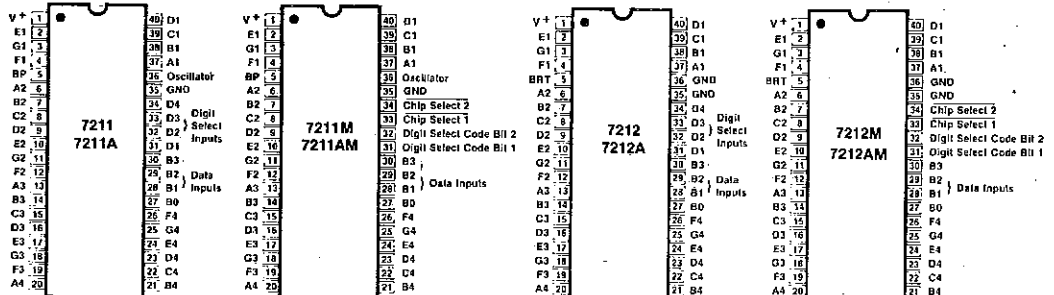 V+ 1
E1 2
G1 3
F1 4
BP 5
A2 6
B2 7
C2 8
D2 9
E2 10
G2 11
F2 12
A3 13
B3 14
C3 15
D3 16
E3 17
G3 18
F3 19
A4 20
7211
7211A
40 D1
39 C1
38 B1
37 A1
36 Oscillator
35 GND
34 D4
33 D3
32 D2
31 D1
Digit
Select
Inputs
30 B3
29 B2
28 B1
27 B0
Data
Inputs
26 F4
25 G4
24 E4
23 D4
22 C4
21 B4
V+ 1
E1 2
G1 3
F1 4
BP 5
A2 6
B2 7
C2 8
D2 9
E2 10
G2 11
F2 12
A3 13
B3 14
C3 15
D3 16
E3 17
G3 18
F3 19
A4 20
7211M
7211AM
40 D1
39 C1
38 B1
37 A1
36 Oscillator
35 GND
34 Chip Select 2
33 Chip Select 1
32 Digit Select Code Bit 2
31 Digit Select Code Bit 1
30 B3
29 B2
28 B1
27 B0
Data Inputs
26 F4
25 G4
24 E4
23 D4
22 C4
21 B4
V+ 1
E1 2
G1 3
F1 4
BRT 5
A2 6
B2 7
C2 8
D2 9
E2 10
G2 11
F2 12
A3 13
B3 14
C3 15
D3 16
E3 17
G3 18
F3 19
A4 20
7212
7212A
40 D1
39 C1
38 B1
37 A1
36 GND
35 GND
34 D4
33 D3
32 D2
31 D1
Digit
Select
Inputs
30 B3
29 B2
28 B1
27 B0
Data
Inputs
26 F4
25 G4
24 E4
23 D4
22 C4
21 B4
V+ 1
E1 2
G1 3
F1 4
BRT 5
A2 6
B2 7
C2 8
D2 9
E2 10
G2 11
F2 12
A3 13
B3 14
C3 15
D3 16
E3 17
G3 18
F3 19
A4 20
7212M
7212AM
40 D1
39 C1
38 B1
37 A1
36 GND
35 GND
34 Chip Select 2
33 Chip Select 1
32 Digit Select Code Bit 2
31 Digit Select Code Bit 1
30 B3
29 B2
28 B1
27 B0
Data Inputs
26 F4
25 G4
24 E4
23 D4
22 C4
21 B4